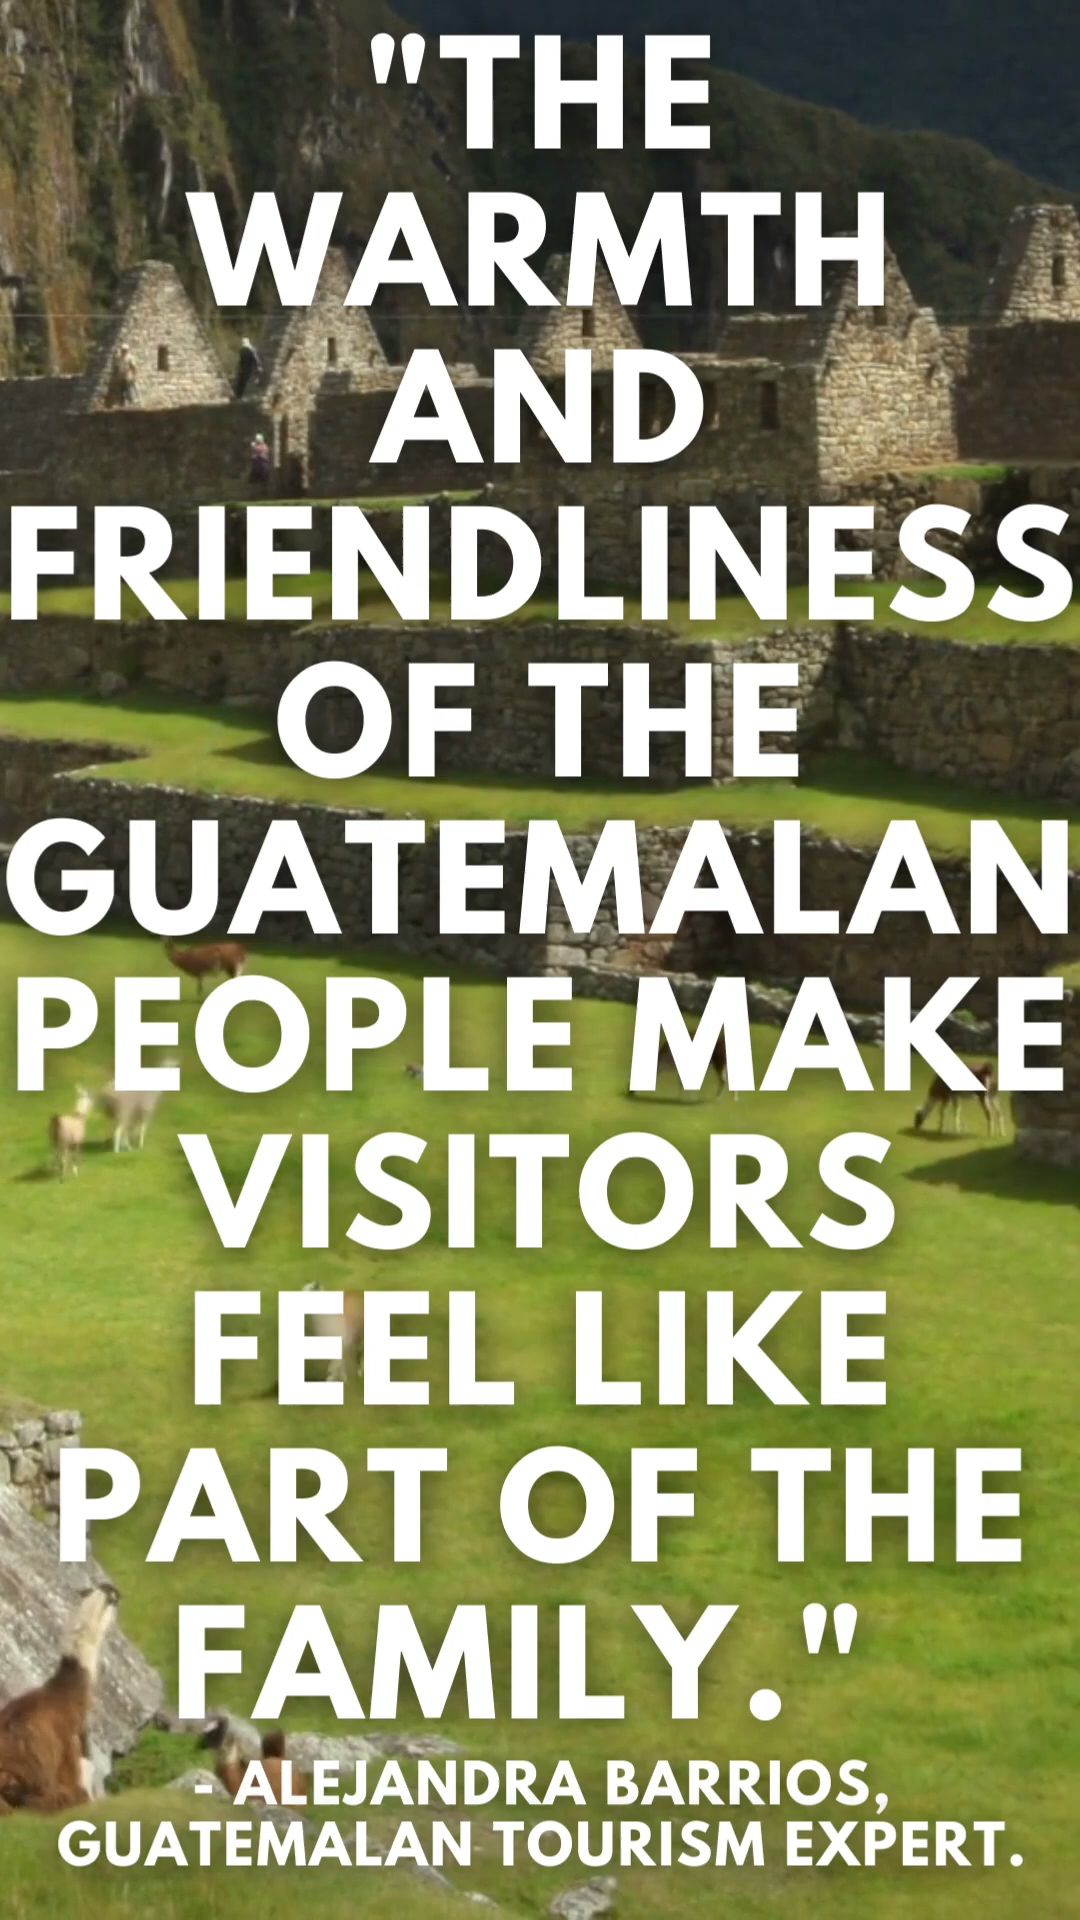 "THE
WARMTH
AND
FRIENDLINESS
OF THE
GUATEMALAN
PEOPLE MAKE
VISITORS
FEEL LIKE
PART OF THE
FAMILY."
- ALEJANDRA BARRIOS,
GUATEMALAN TOURISM EXPERT.